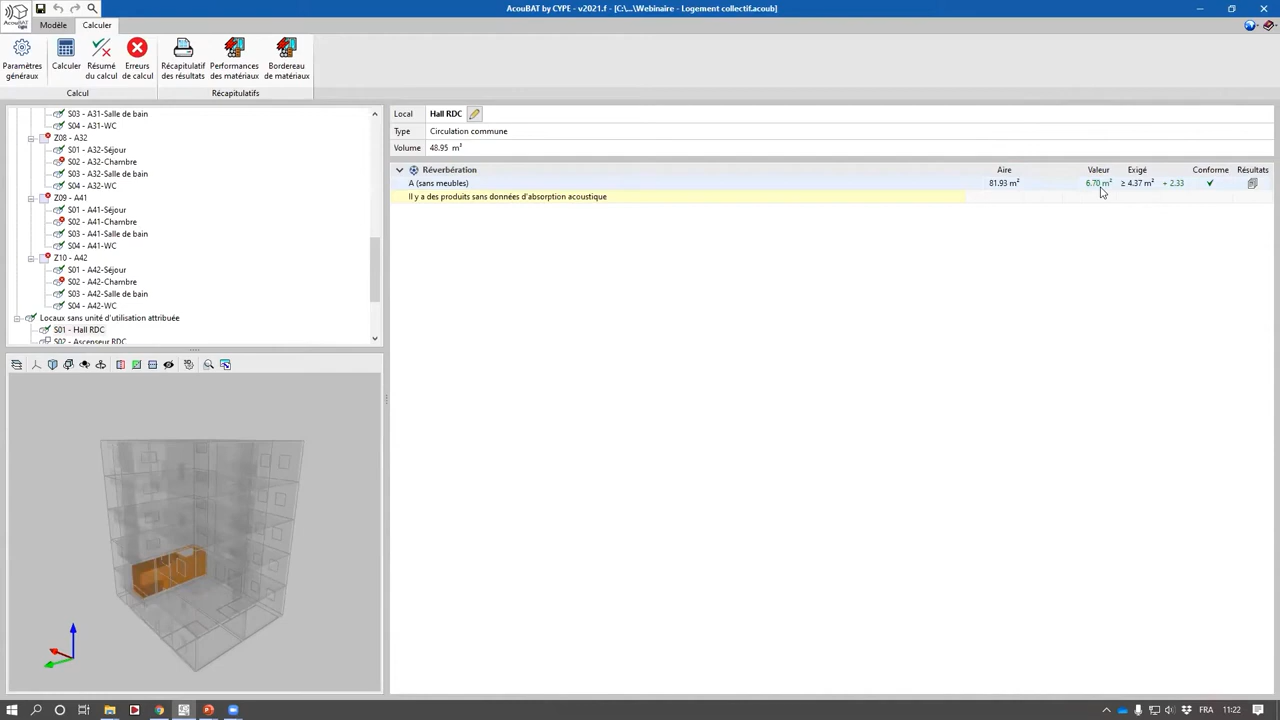 AcouBAT by CYPE - v2021.f - [C:\...\Webinaire - Logement collectif.acoub]
AcouBAT
Modèle
Calculer
Paramètres généraux
Calculer
Résumé du calcul
Erreurs de calcul
Récapitulatif des résultats
Performances des matériaux
Bordereau de matériaux
Calcul
Récapitulatifs
S03 - A31-Salle de bain
S04 - A31-WC
Z08 - A32
S01 - A32-Séjour
S02 - A32-Chambre
S03 - A32-Salle de bain
S04 - A32-WC
Z09 - A41
S01 - A41-Séjour
S02 - A41-Chambre
S03 - A41-Salle de bain
S04 - A41-WC
Z10 - A42
S01 - A42-Séjour
S02 - A42-Chambre
S03 - A42-Salle de bain
S04 - A42-WC
Locaux sans unité d'utilisation attribuée
S01 - Hall RDC
S02 - Ascenseur RDC
Local Hall RDC
Type Circulation commune
Volume 48.95 m³
Réverbération Aire Valeur Exigé Conforme Résultats
A (sans meubles) 81.93 m² 6.70 m² ≥ 4.37 m² + 2.33
Il y a des produits sans données d'absorption acoustique
FRA 11:22